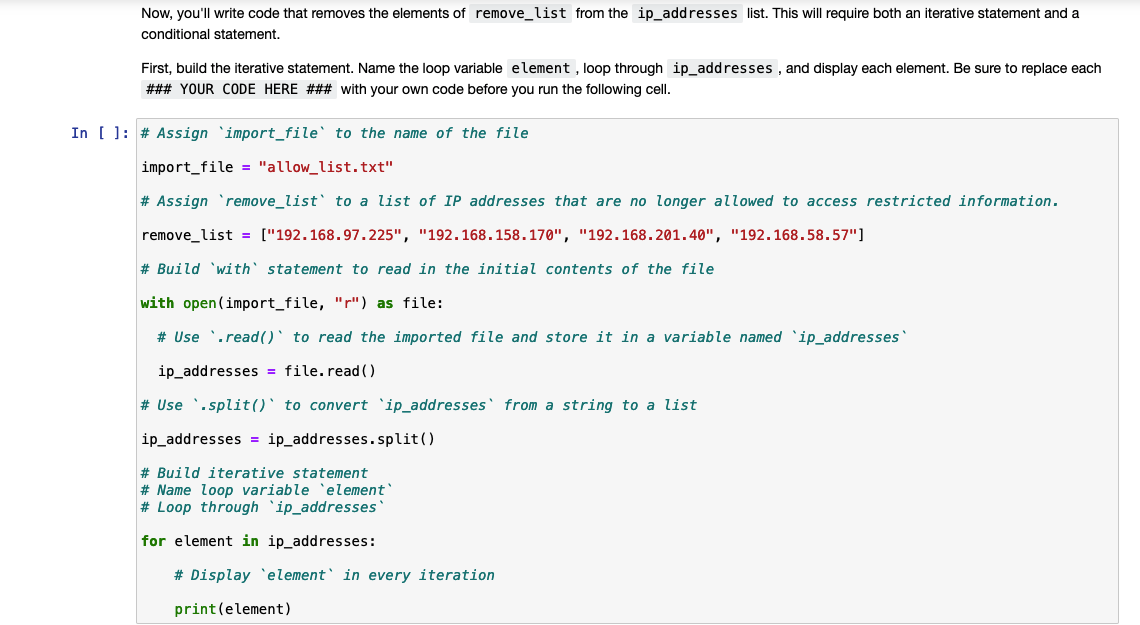 Now, you'll write code that removes the elements of remove_list from the ip_addresses list. This will require both an iterative statement and a
conditional statement.
First, build the iterative statement. Name the loop variable element , loop through ip_addresses , and display each element. Be sure to replace each
### YOUR CODE HERE ### with your own code before you run the following cell.
In [ ]: # Assign `import_file` to the name of the file
import_file = "allow_list.txt"
# Assign `remove_list` to a list of IP addresses that are no longer allowed to access restricted information.
remove_list = ["192.168.97.225", "192.168.158.170", "192.168.201.40", "192.168.58.57"]
# Build `with` statement to read in the initial contents of the file
with open(import_file, "r") as file:
  # Use `.read()` to read the imported file and store it in a variable named `ip_addresses`
  ip_addresses = file.read()
# Use `.split()` to convert `ip_addresses` from a string to a list
ip_addresses = ip_addresses.split()
# Build iterative statement
# Name loop variable `element`
# Loop through `ip_addresses`
for element in ip_addresses:
    # Display `element` in every iteration
    print(element)